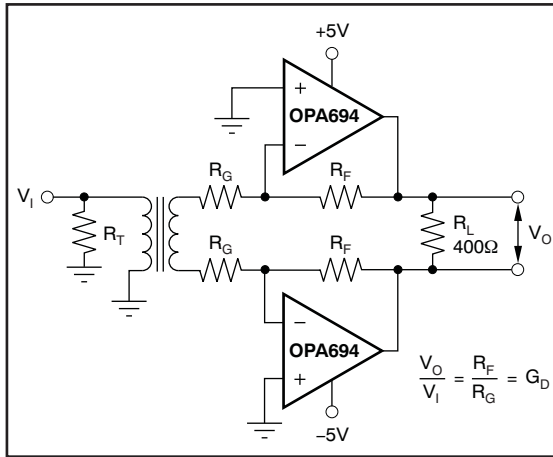 +5V
+
OPA694
−
R_G
R_F
V_I
R_T
R_L
400Ω
V_O
R_G
R_F
−
OPA694
+
V_O/V_I = R_F/R_G = G_D
−5V